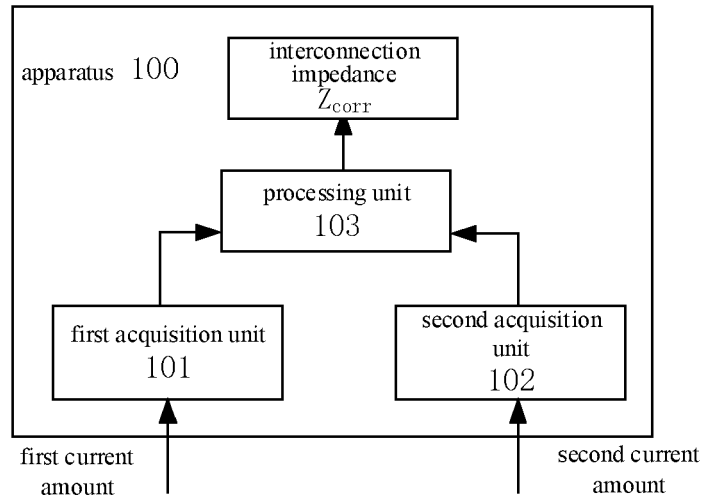 interconnection
impedance
Zcorr
apparatus 100
processing unit
103
first acquisition unit
101
second acquisition
unit
102
first current
amount
second current
amount